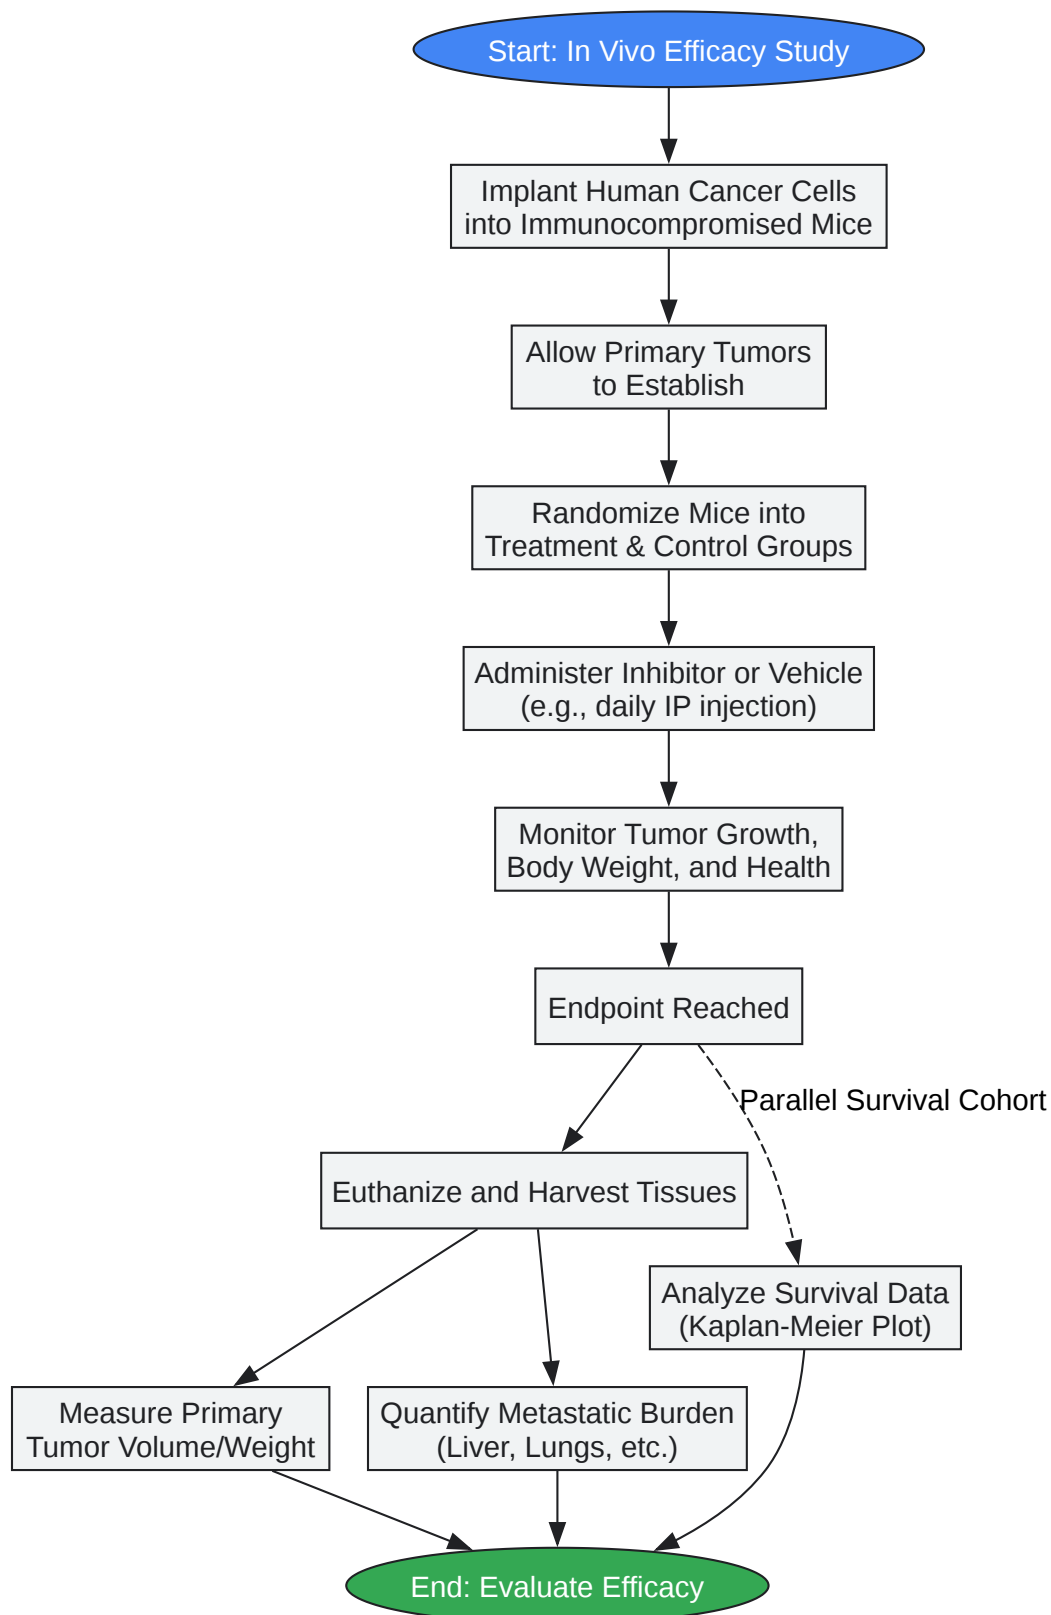 Start: In Vivo Efficacy Study
Implant Human Cancer Cells
into Immunocompromised Mice
Allow Primary Tumors
to Establish
Randomize Mice into
Treatment & Control Groups
Administer Inhibitor or Vehicle
(e.g., daily IP injection)
Monitor Tumor Growth,
Body Weight, and Health
Endpoint Reached
Parallel Survival Cohort
Euthanize and Harvest Tissues
Analyze Survival Data
(Kaplan-Meier Plot)
Measure Primary
Tumor Volume/Weight
Quantify Metastatic Burden
(Liver, Lungs, etc.)
End: Evaluate Efficacy